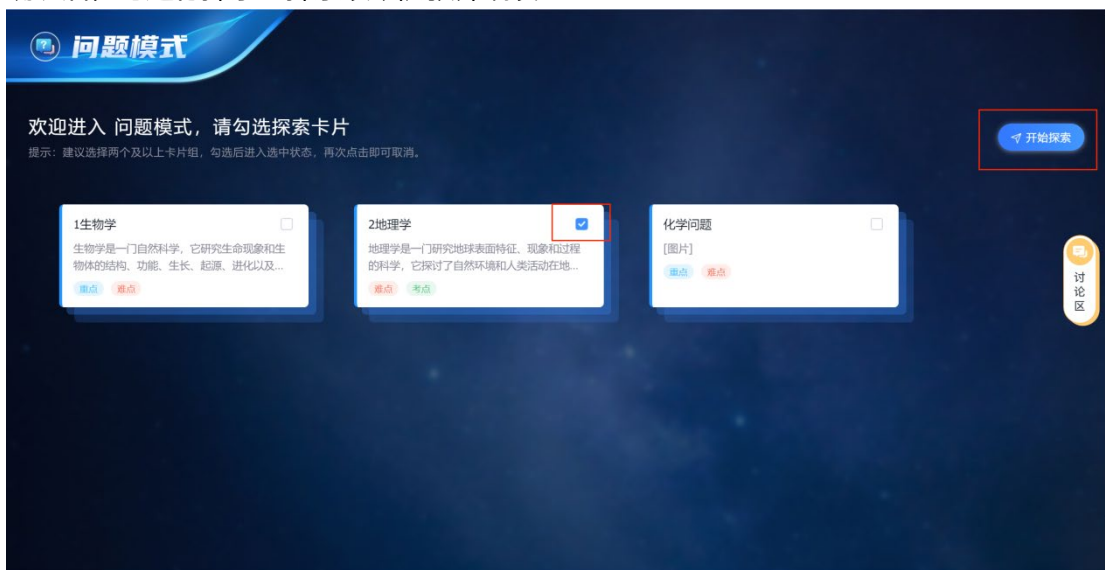 问题模式
欢迎进入 问题模式，请勾选探索卡片
提示：建议选择两个及以上卡片组，勾选后进入选中状态，再次点击即可取消。
开始探索
1生物学
生物学是一门自然科学，它研究生命现象和生
物体的结构、功能、生长、起源、进化以及...
重点 难点
2地理学
地理学是一门研究地球表面特征、现象和过程
的科学，它探讨了自然环境和人类活动在地...
难点 考点
化学问题
[图片]
重点 难点
讨
论
区